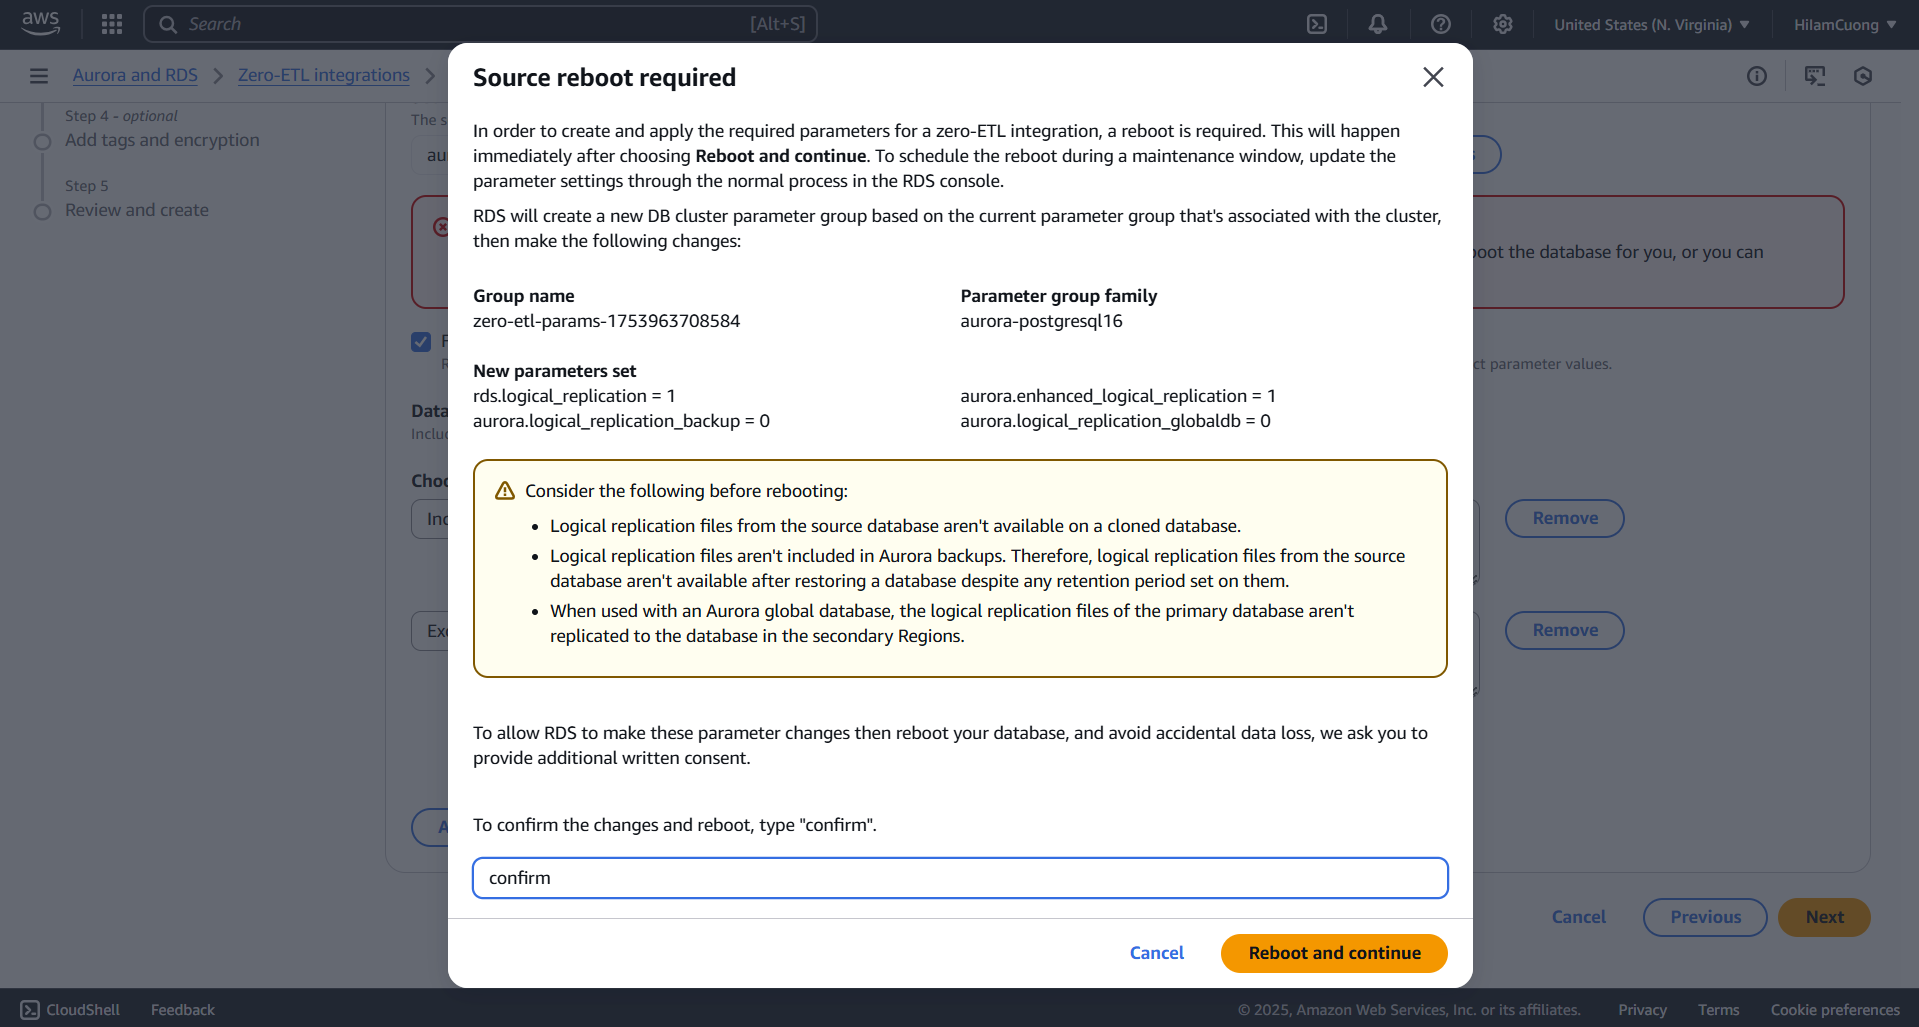 aws
Search
[Alt+S]
United States (N. Virginia)
HilamCuong
Aurora and RDS
Zero-ETL integrations
Step 4 - optional
Add tags and encryption
Step 5
Review and create
The s
au
s
oot the database for you, or you can
ct parameter values.
Data
Inclu
Choo
Inc
Remove
Exc
Remove
A
Cancel
Previous
Next
Source reboot required
In order to create and apply the required parameters for a zero-ETL integration, a reboot is required. This will happen
immediately after choosing Reboot and continue. To schedule the reboot during a maintenance window, update the
parameter settings through the normal process in the RDS console.
RDS will create a new DB cluster parameter group based on the current parameter group that's associated with the cluster,
then make the following changes:
Group name
zero-etl-params-1753963708584
Parameter group family
aurora-postgresql16
New parameters set
rds.logical_replication = 1
aurora.enhanced_logical_replication = 1
aurora.logical_replication_backup = 0
aurora.logical_replication_globaldb = 0
Consider the following before rebooting:
• Logical replication files from the source database aren't available on a cloned database.
• Logical replication files aren't included in Aurora backups. Therefore, logical replication files from the source
database aren't available after restoring a database despite any retention period set on them.
• When used with an Aurora global database, the logical replication files of the primary database aren't
replicated to the database in the secondary Regions.
To allow RDS to make these parameter changes then reboot your database, and avoid accidental data loss, we ask you to
provide additional written consent.
To confirm the changes and reboot, type "confirm".
confirm
Cancel
Reboot and continue
CloudShell
Feedback
© 2025, Amazon Web Services, Inc. or its affiliates.
Privacy
Terms
Cookie preferences